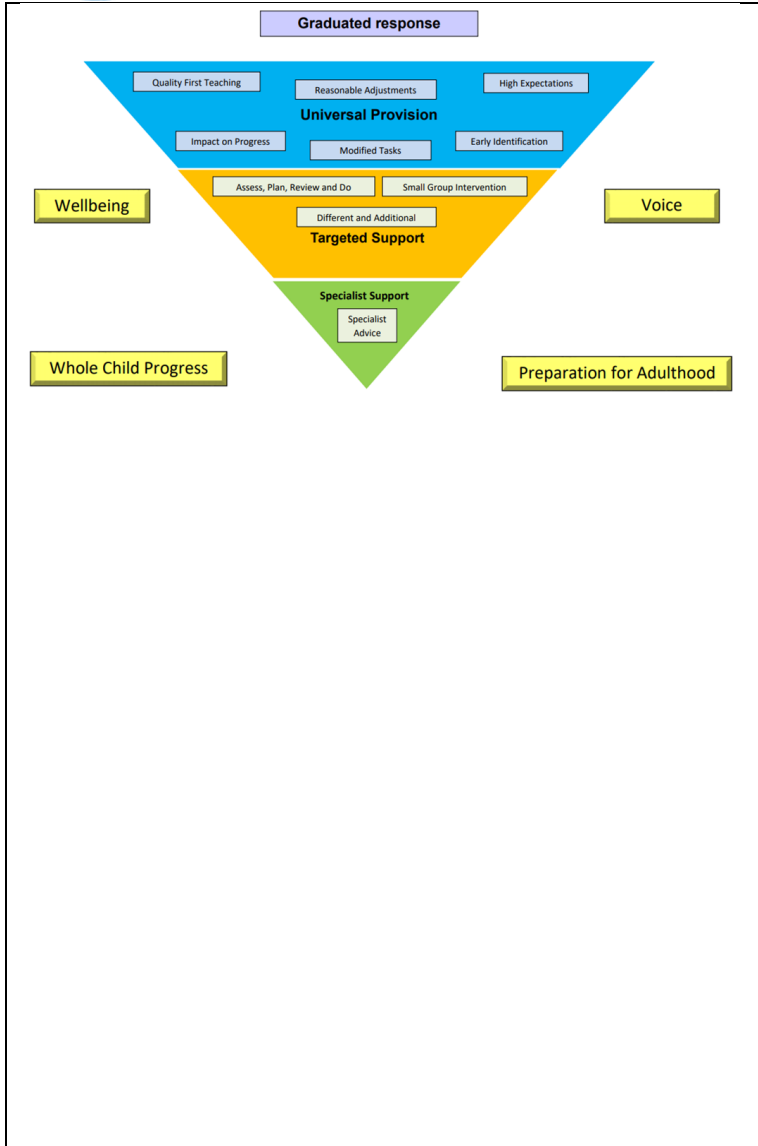 Graduated response
Quality First Teaching
Reasonable Adjustments
High Expectations
Universal Provision
Impact on Progress
Modified Tasks
Early Identification
Assess, Plan, Review and Do
Small Group Intervention
Wellbeing
Voice
Different and Additional
Targeted Support
Specialist Support
Specialist
Advice
Whole Child Progress
Preparation for Adulthood